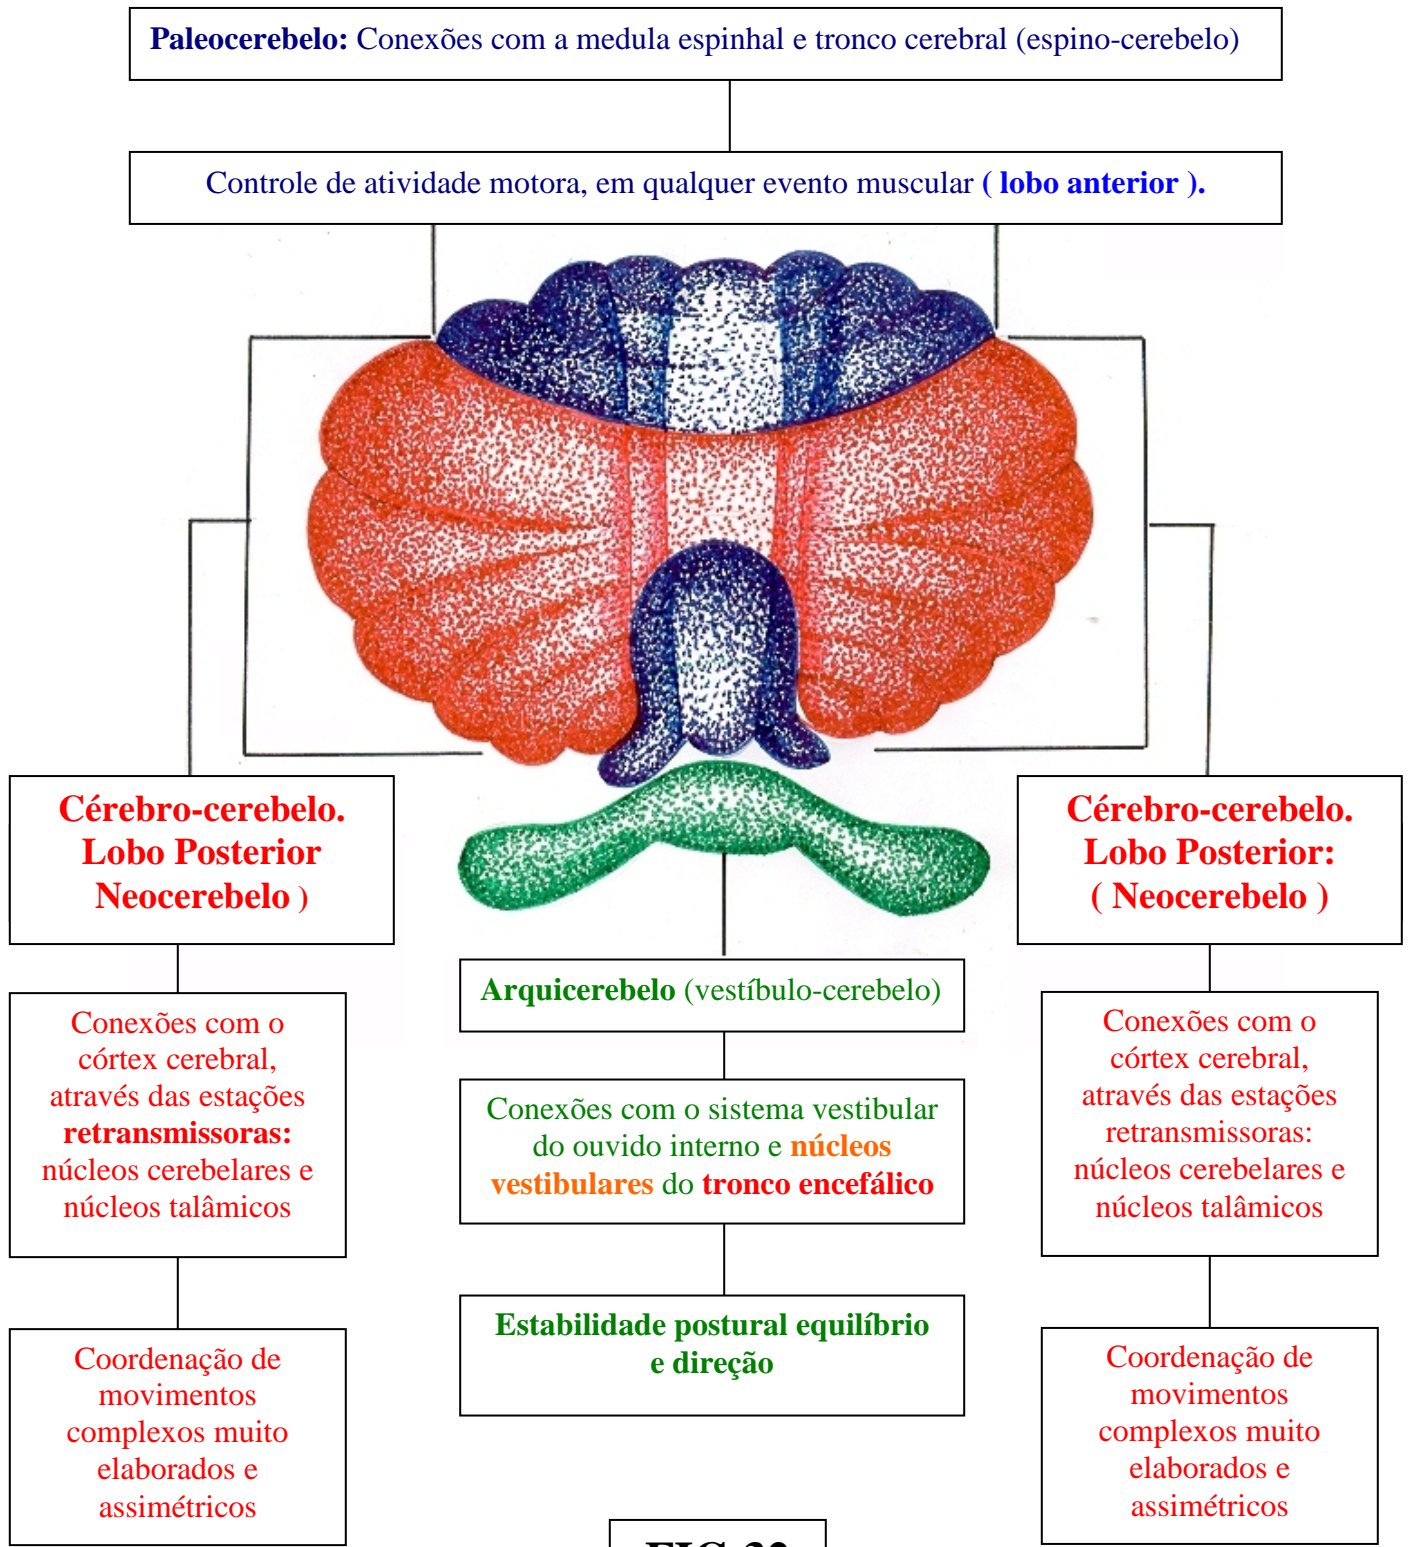 Paleocerebelo: Conexões com a medula espinhal e tronco cerebral (espino-cerebelo)
Controle de atividade motora, em qualquer evento muscular ( lobo anterior ).
Cérebro-cerebelo.
Lobo Posterior
Neocerebelo )
Conexões com o
córtex cerebral,
através das estações
retransmissoras:
núcleos cerebelares e
núcleos talâmicos
Coordenação de
movimentos
complexos muito
elaborados e
assimétricos
Arquicerebelo (vestíbulo-cerebelo)
Conexões com o sistema vestibular
do ouvido interno e núcleos
vestibulares do tronco encefálico
Estabilidade postural equilíbrio
e direção
Cérebro-cerebelo.
Lobo Posterior:
( Neocerebelo )
Conexões com o
córtex cerebral,
através das estações
retransmissoras:
núcleos cerebelares e
núcleos talâmicos
Coordenação de
movimentos
complexos muito
elaborados e
assimétricos